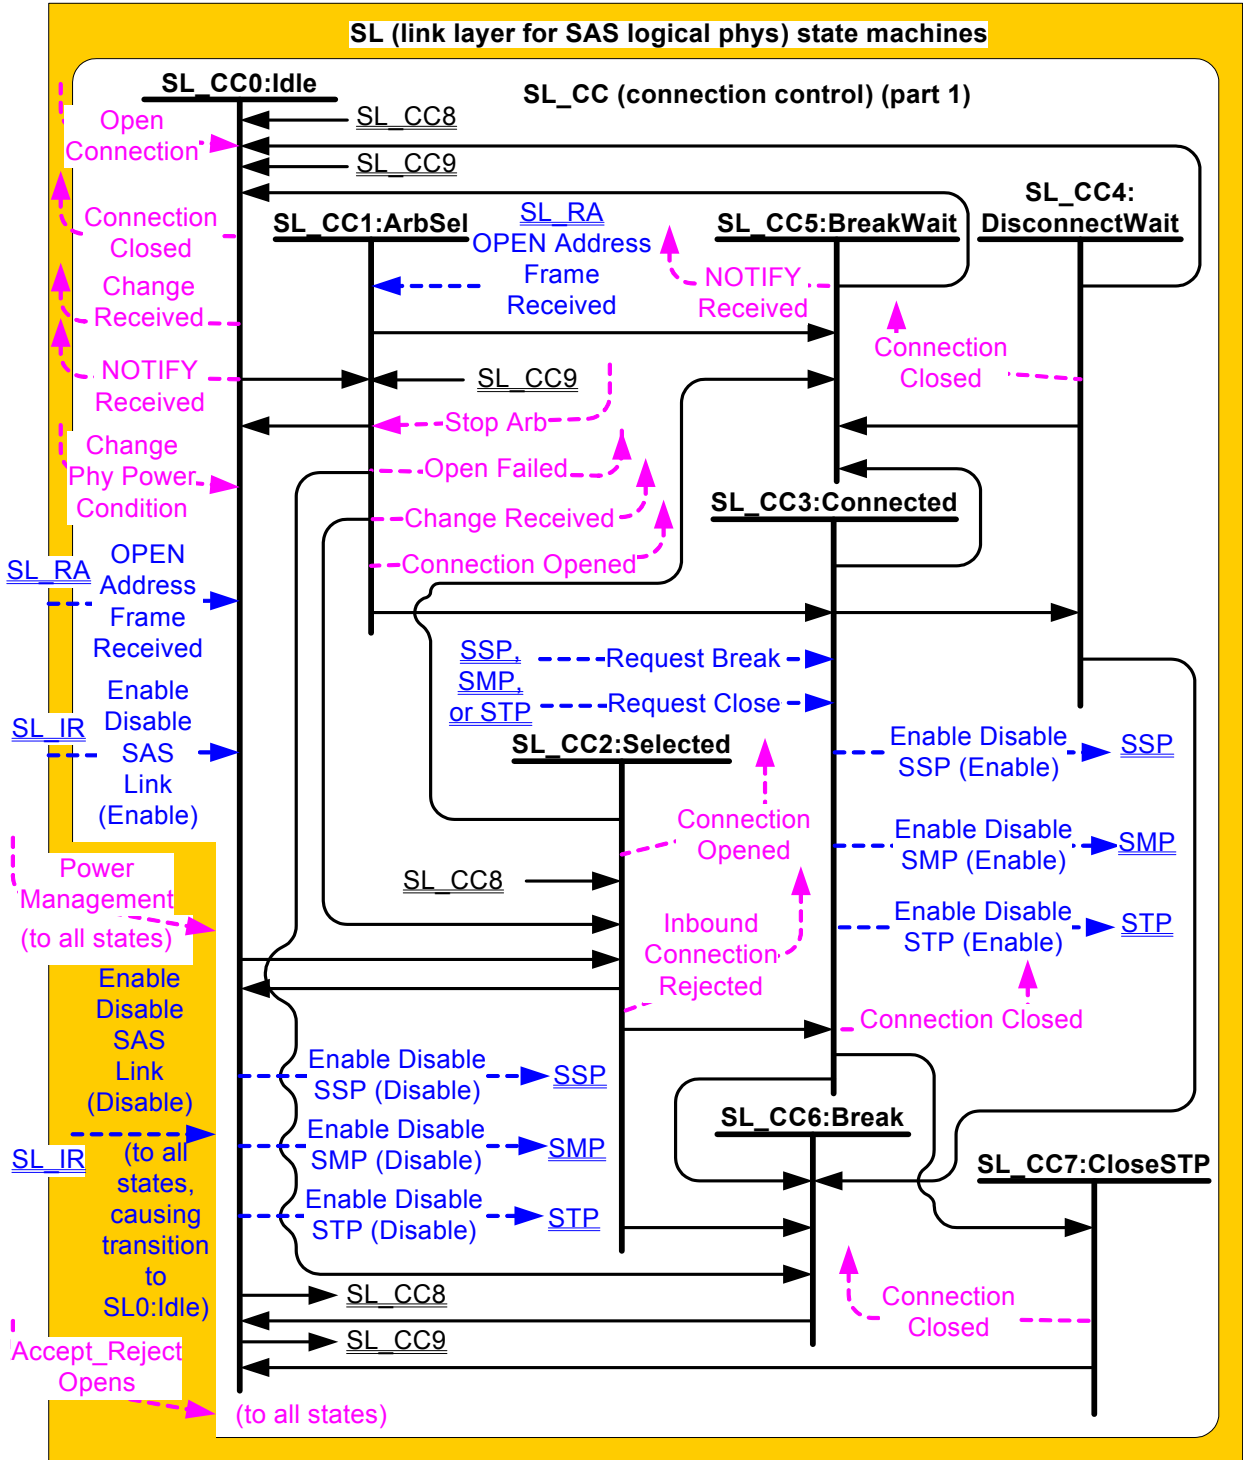 SL (link layer for SAS logical phys) state machines
SL_CC (connection control) (part 1)
SL_CC0:Idle
Open
Connection
SL_CC8
SL_CC9
Connection
Closed
Change
Received
NOTIFY
Received
Change
Phy Power
Condition
SL_RA
OPEN
Address
Frame
Received
Enable
Disable
SAS
Link
(Enable)
SL_IR
Power
Management
(to all states)
Enable
Disable
SAS
Link
(Disable)
SL_IR
(to all
states,
causing
transition
to
SL0:Idle)
Accept_Reject
Opens
(to all states)
SL_CC1:ArbSel
SL_RA
OPEN Address
Frame
Received
SL_CC9
Stop Arb
Open Failed
Change Received
Connection Opened
SL_CC5:BreakWait
NOTIFY
Received
SL_CC4:
DisconnectWait
Connection
Closed
SL_CC3:Connected
SSP,
SMP,
or STP
Request Break
Request Close
Enable Disable
SSP (Enable)
SSP
Enable Disable
SMP (Enable)
SMP
Enable Disable
STP (Enable)
STP
Connection Closed
SL_CC2:Selected
Connection
Opened
SL_CC8
Inbound
Connection
Rejected
Enable Disable
SSP (Disable)
SSP
Enable Disable
SMP (Disable)
SMP
Enable Disable
STP (Disable)
STP
SL_CC8
SL_CC9
SL_CC6:Break
SL_CC7:CloseSTP
Connection
Closed